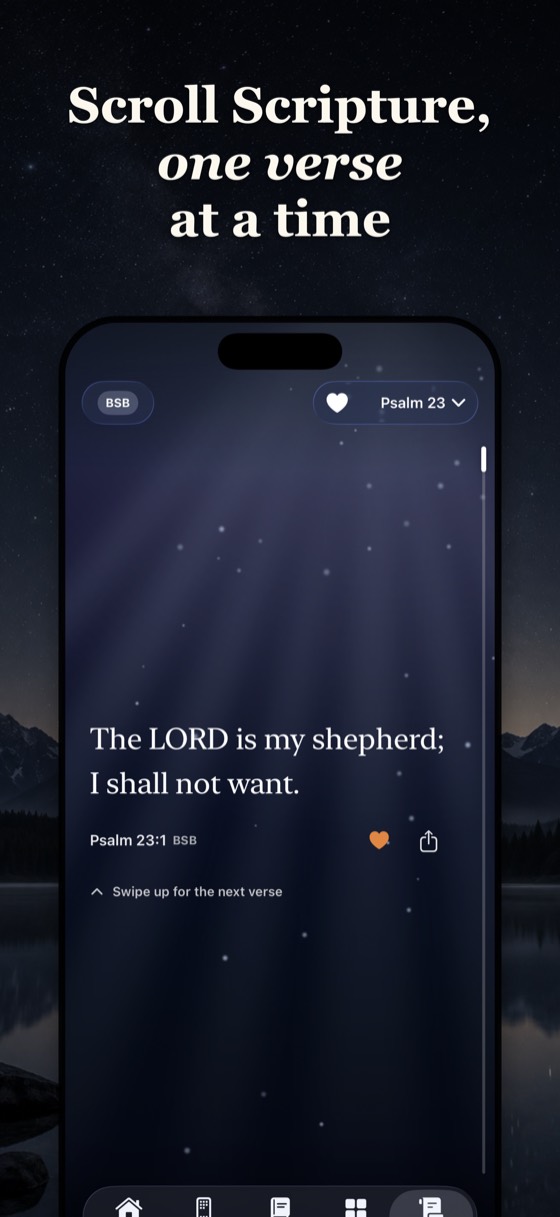 Scroll Scripture,
one verse
at a time
BSB
Psalm 23
The LORD is my shepherd;
I shall not want.
Psalm 23:1 BSB
Swipe up for the next verse